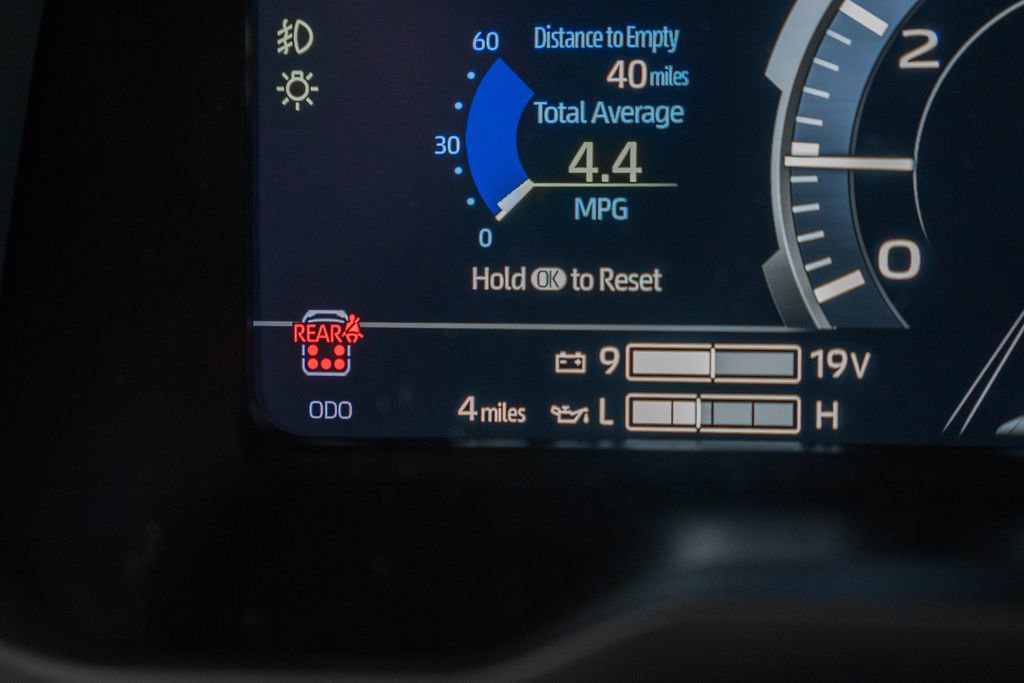 60
Distance to Empty
40 miles
Total Average
30
4.4
MPG
0
Hold OK to Reset
2
0
REAR
9
19V
ODO
4 miles
L
H